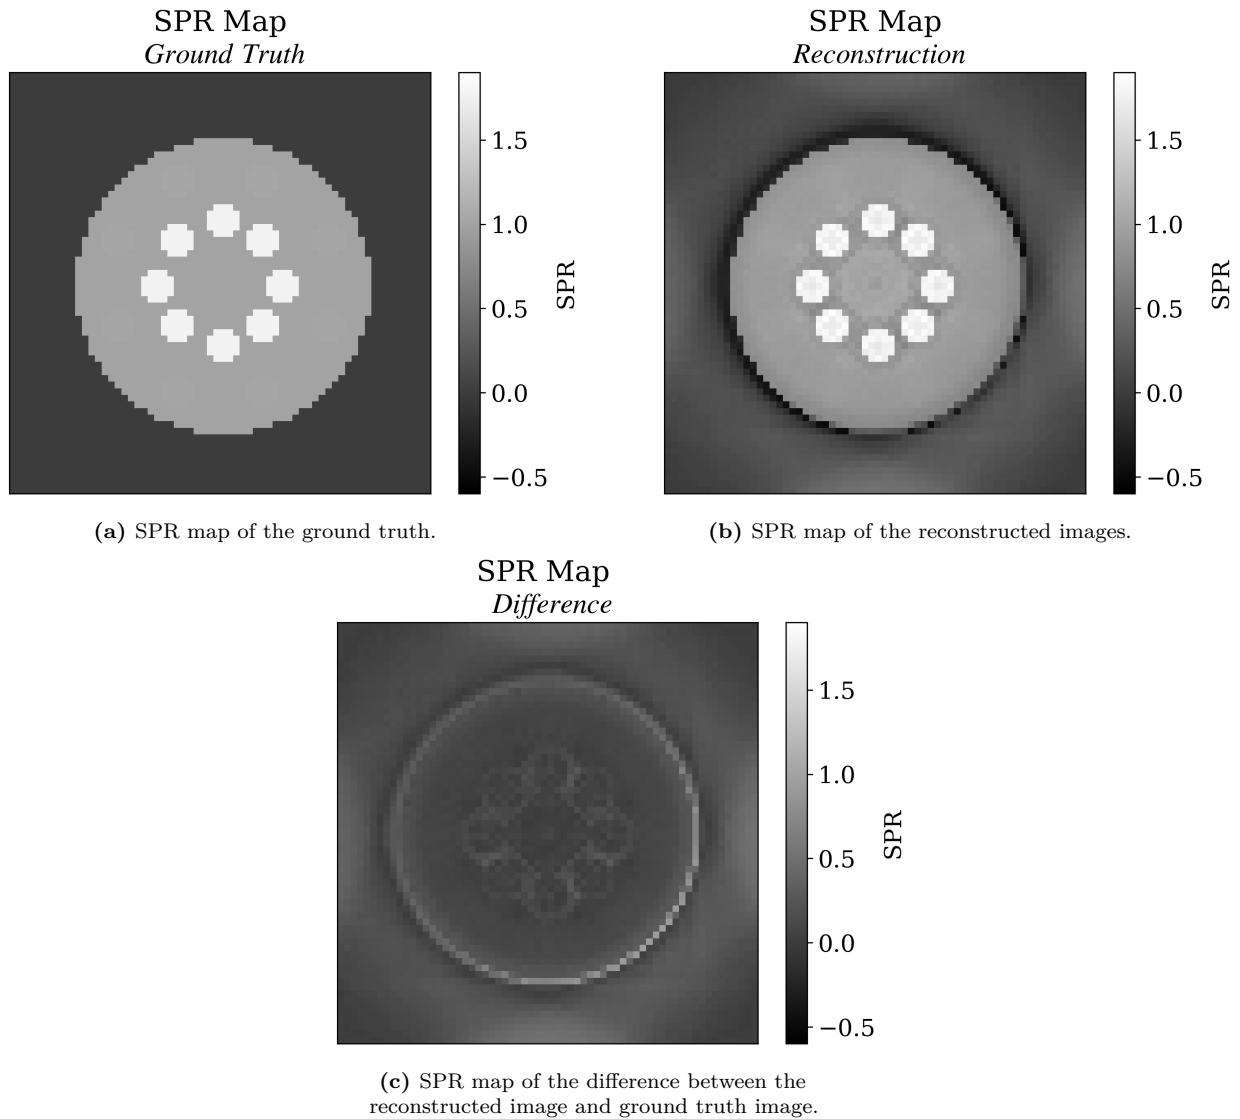 SPR Map
Ground Truth
1.5
1.0
0.5
0.0
−0.5
SPR
(a) SPR map of the ground truth.
SPR Map
Reconstruction
1.5
1.0
0.5
0.0
−0.5
SPR
(b) SPR map of the reconstructed images.
SPR Map
Difference
1.5
1.0
0.5
0.0
−0.5
SPR
(c) SPR map of the difference between the
reconstructed image and ground truth image.